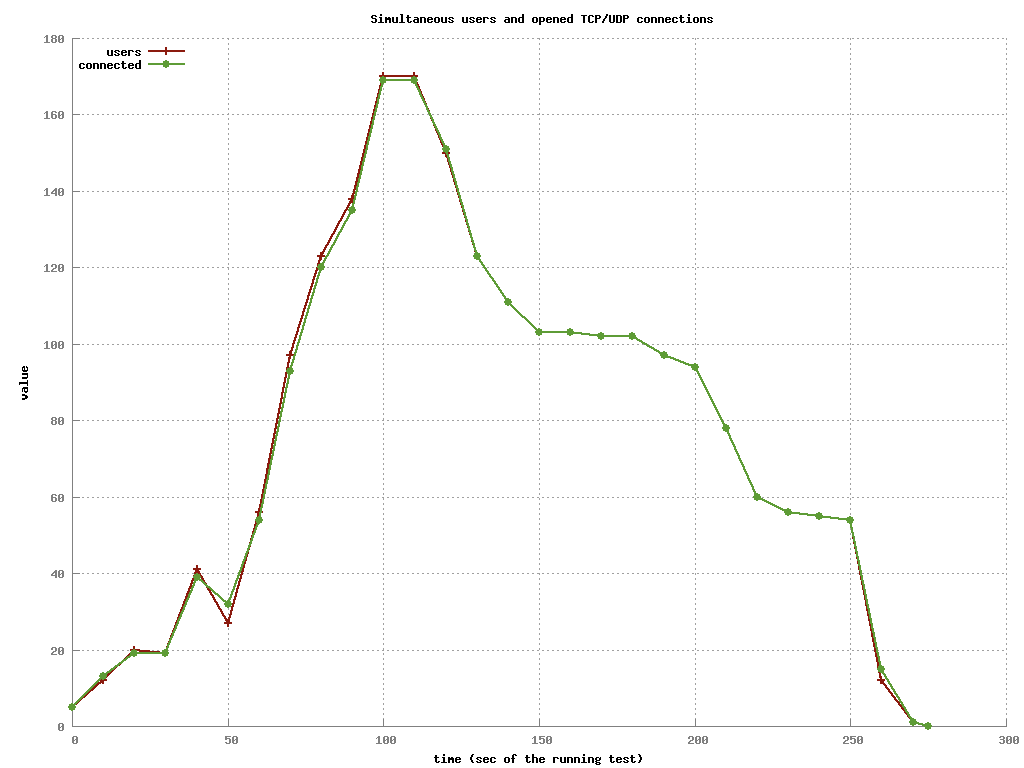 Simultaneous users and opened TCP/UDP connections
180
users
connected
160
140
120
100
value
80
60
40
20
0
0 50 100 150 200 250 300
time (sec of the running test)